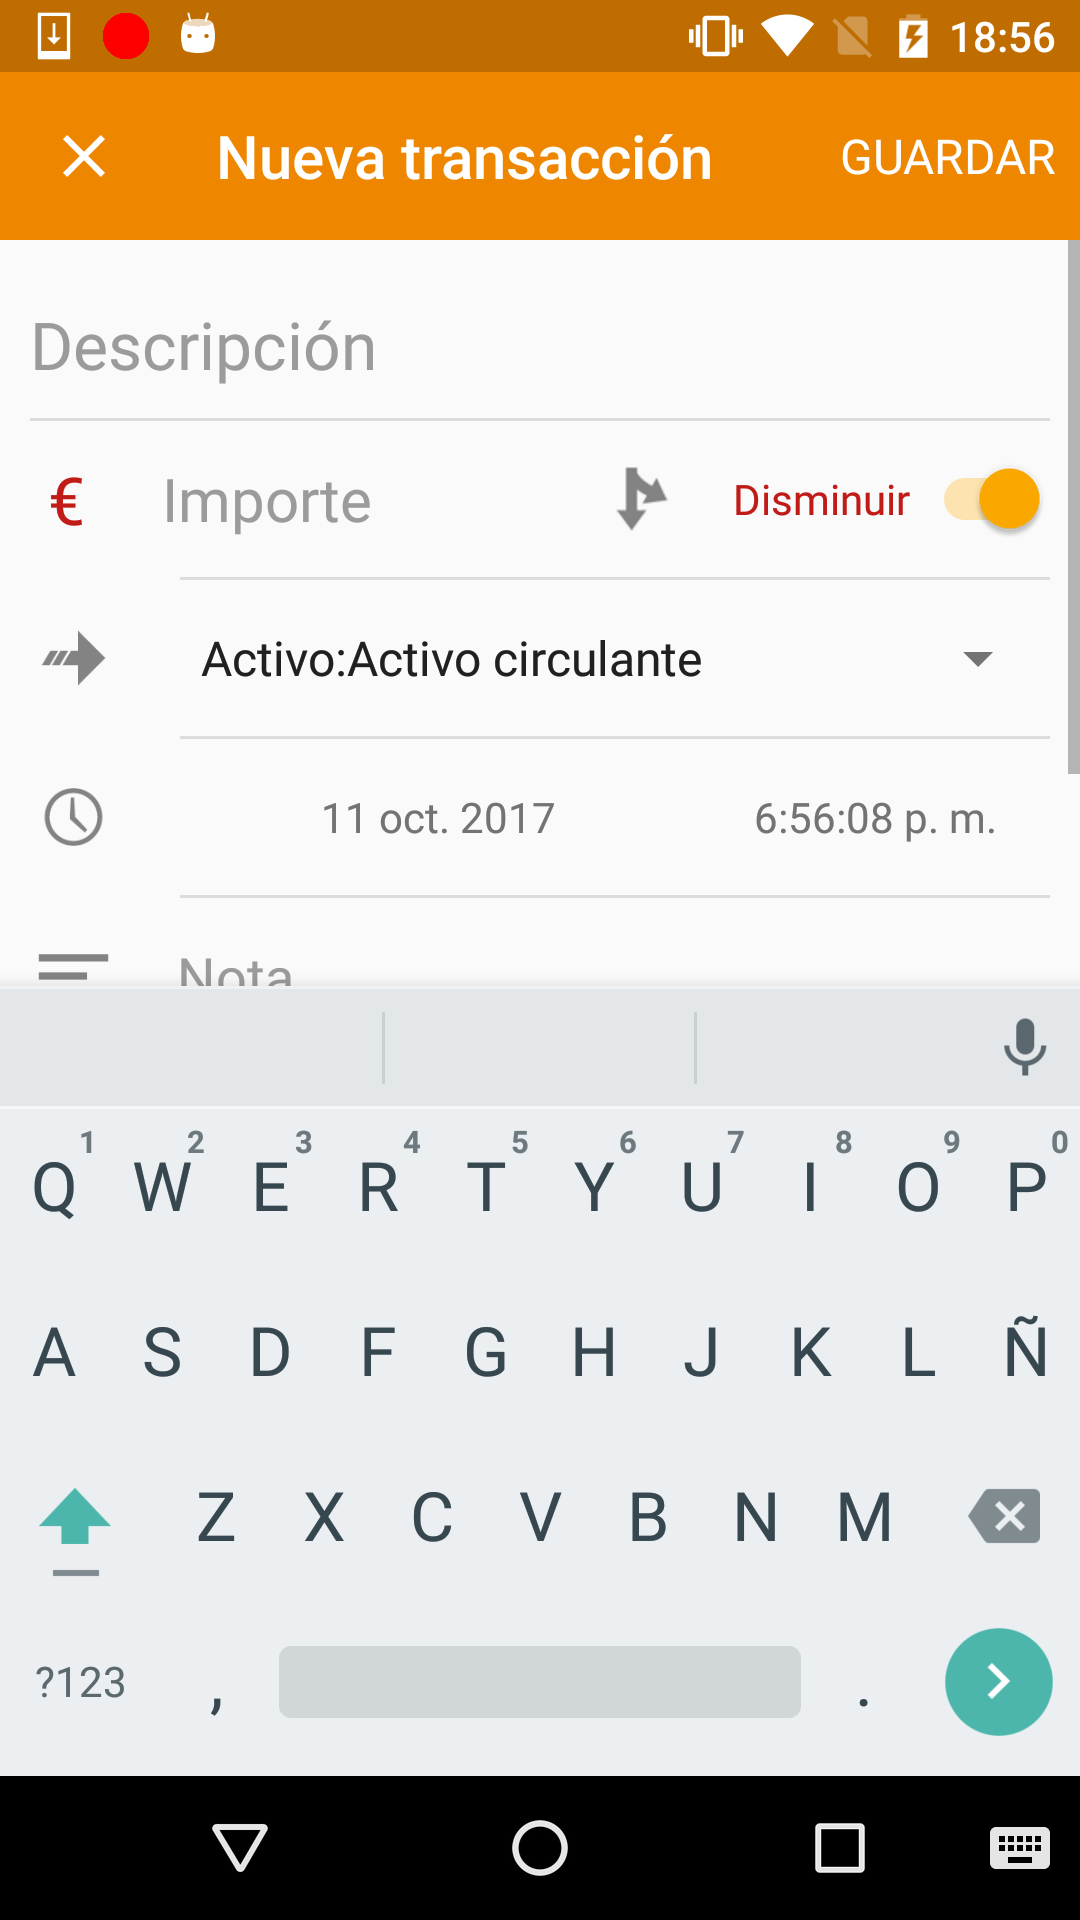 18:56
Nueva transacción GUARDAR
Descripción
€ Importe Disminuir
Activo:Activo circulante
11 oct. 2017 6:56:08 p. m.
Nota
1 2 3 4 5 6 7 8 9 0
Q W E R T Y U I O P
A S D F G H J K L Ñ
Z X C V B N M
?123 , .